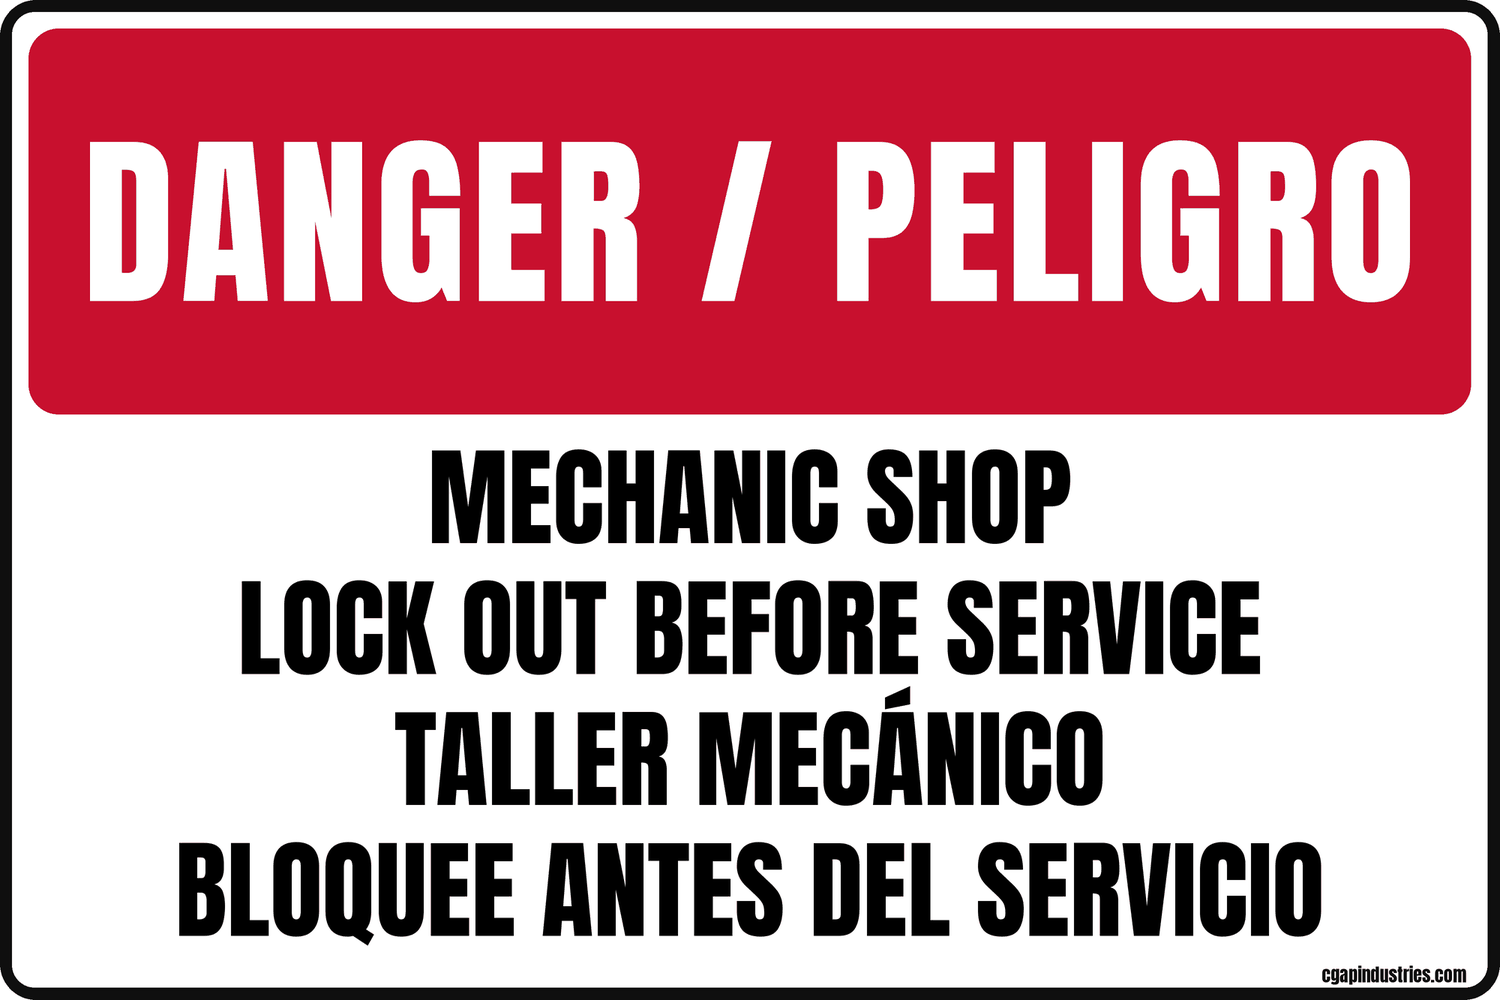 DANGER / PELIGRO
MECHANIC SHOP
LOCK OUT BEFORE SERVICE
TALLER MECÁNICO
BLOQUEE ANTES DEL SERVICIO
cgapindustries.com